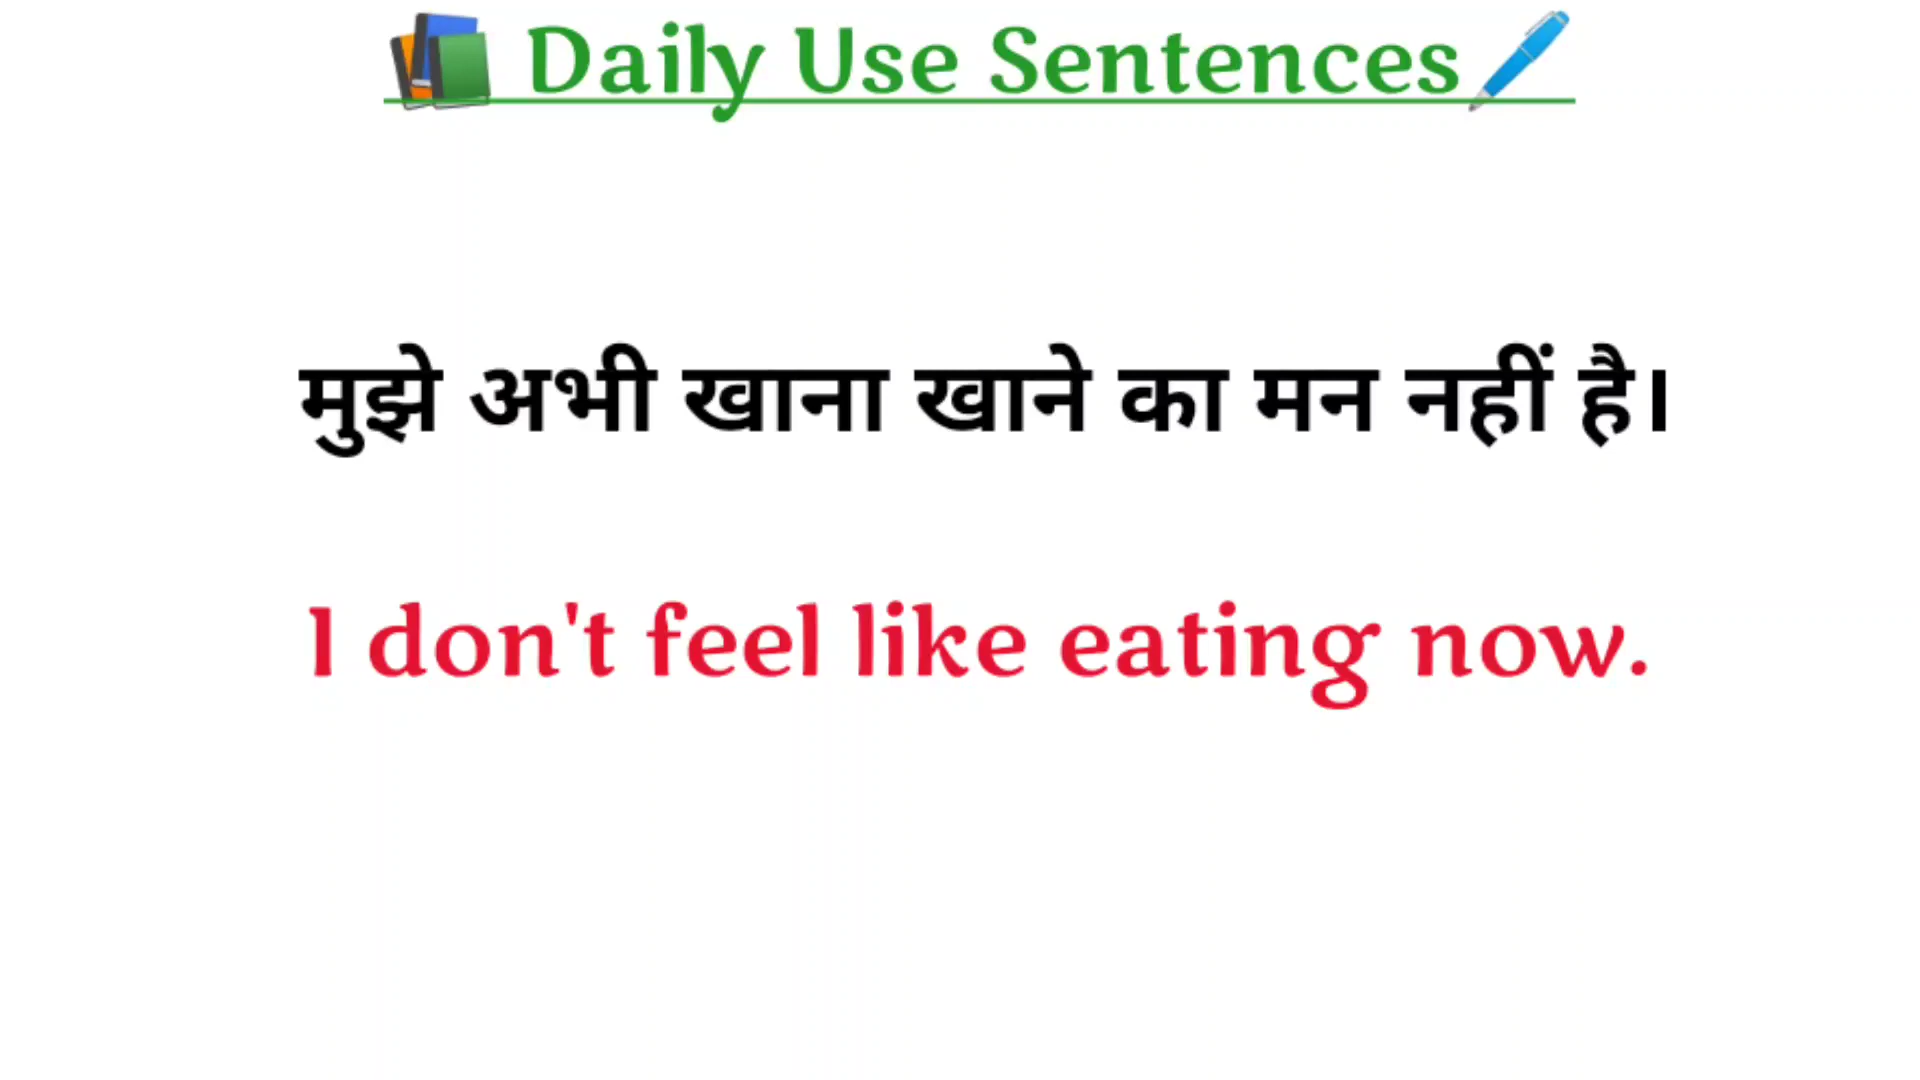 Daily Use Sentences
मुझे अभी खाना खाने का मन नहीं है।
I don't feel like eating now.